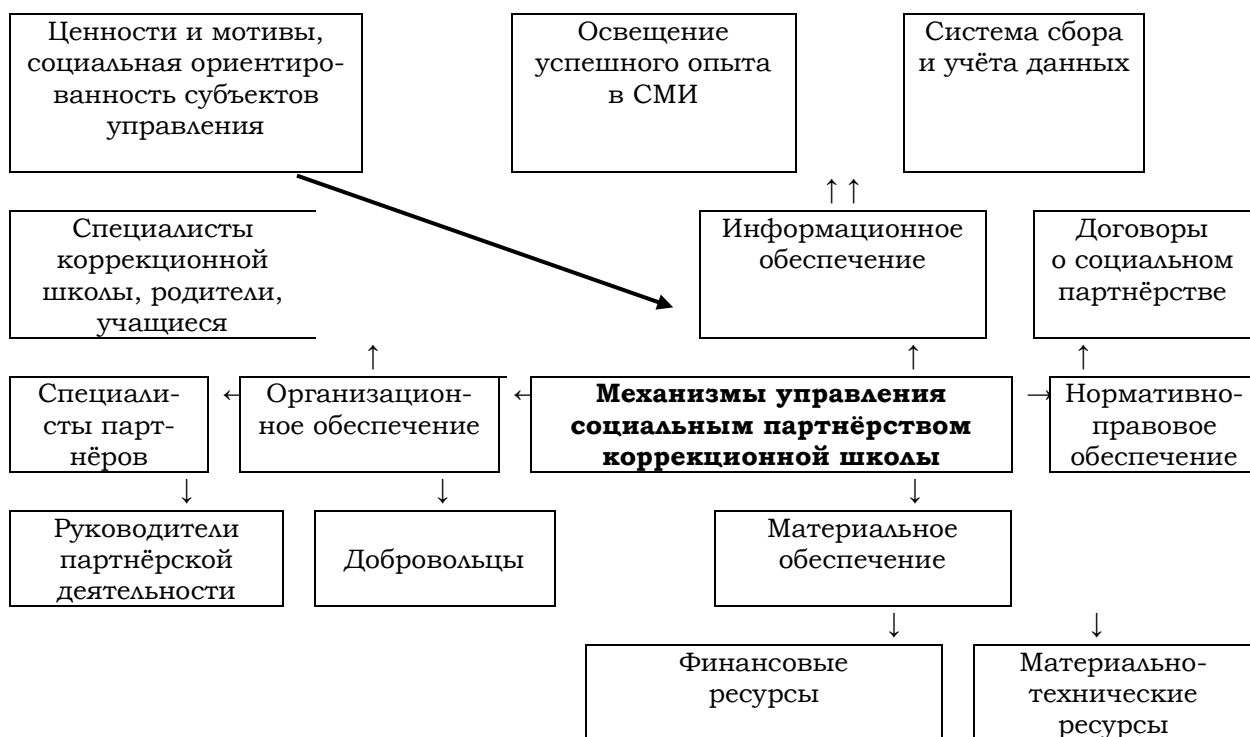 Ценности и мотивы,
социальная ориентиро-
ванность субъектов
управления
Освещение
успешного опыта
в СМИ
Система сбора
и учёта данных
↑ ↑
Специалисты
коррекционной
школы, родители,
учащиеся
Информационное
обеспечение
Договоры
о социальном
партнёрстве
↑ ↑ ↑
Специали-
сты парт-
нёров
←
Организацион-
ное обеспечение
←
Механизмы управления
социальным партнёрством
коррекционной школы
→
Нормативно-
правовое
обеспечение
↓ ↓ ↓
Руководители
партнёрской
деятельности
Добровольцы
Материальное
обеспечение
↓ ↓
Финансовые
ресурсы
Материально-
технические
ресурсы